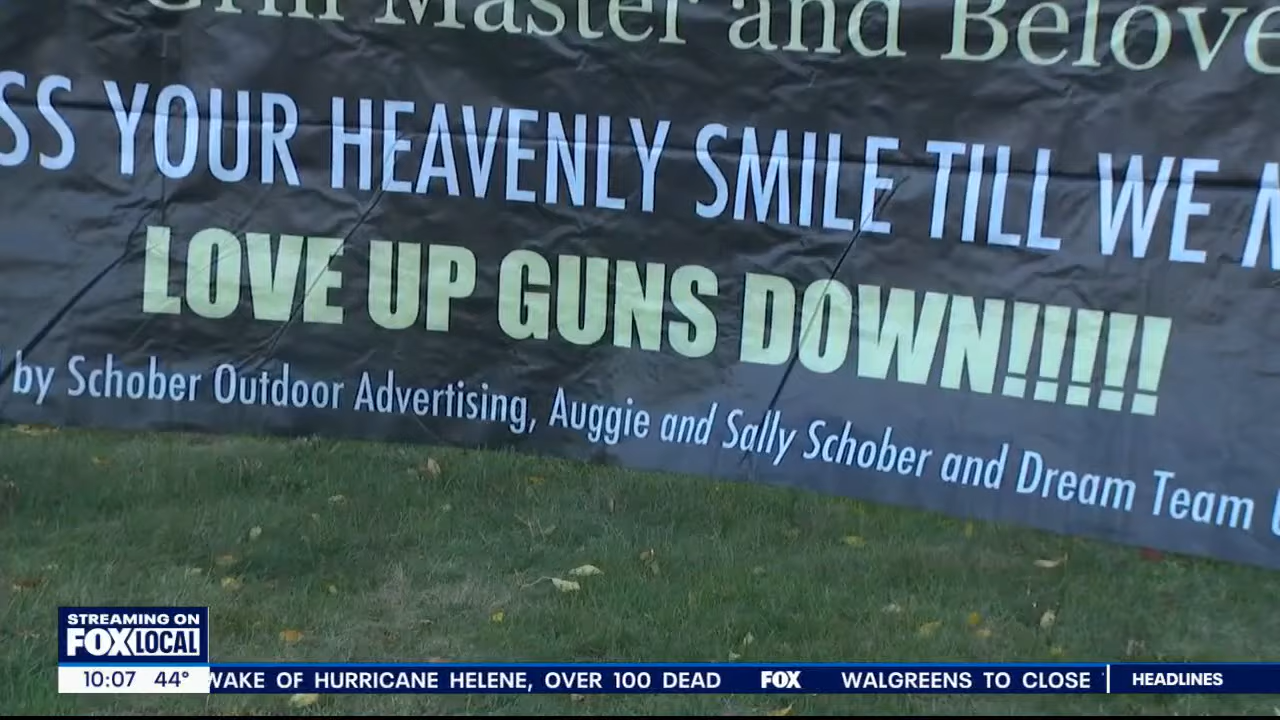 Grill Master and Belove
SS YOUR HEAVENLY SMILE TILL WE
LOVE UP GUNS DOWN!!!!!
by Schober Outdoor Advertising, Auggie and Sally Schober and Dream Team
STREAMING ON
FOX LOCAL
10:07 44° WAKE OF HURRICANE HELENE, OVER 100 DEAD FOX WALGREENS TO CLOSE HEADLINES